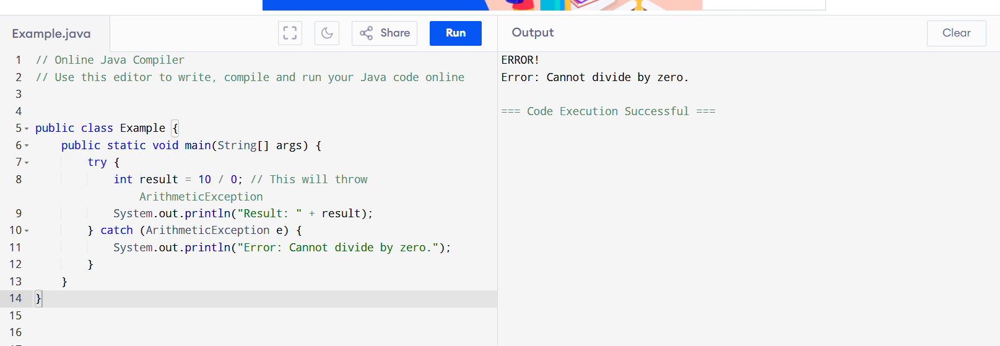 Example.java
Share
Run
Output
Clear
1 // Online Java Compiler
2 // Use this editor to write, compile and run your Java code online
3
4
5 public class Example {
6 public static void main(String[] args) {
7 try {
8 int result = 10 / 0; // This will throw
ArithmeticException
9 System.out.println("Result: " + result);
10 } catch (ArithmeticException e) {
11 System.out.println("Error: Cannot divide by zero.");
12 }
13 }
14 }
15
16
ERROR!
Error: Cannot divide by zero.
=== Code Execution Successful ===